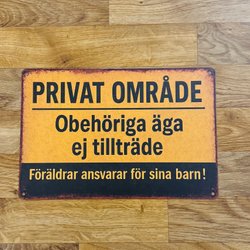 PRIVAT OMRÅDE
Obehöriga äga
ej tillträde
Föräldrar ansvarar för sina barn!